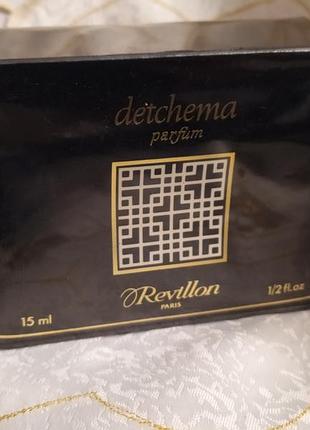 detchema
parfum
Revillon
PARIS
15 ml
1/2 fl.oz